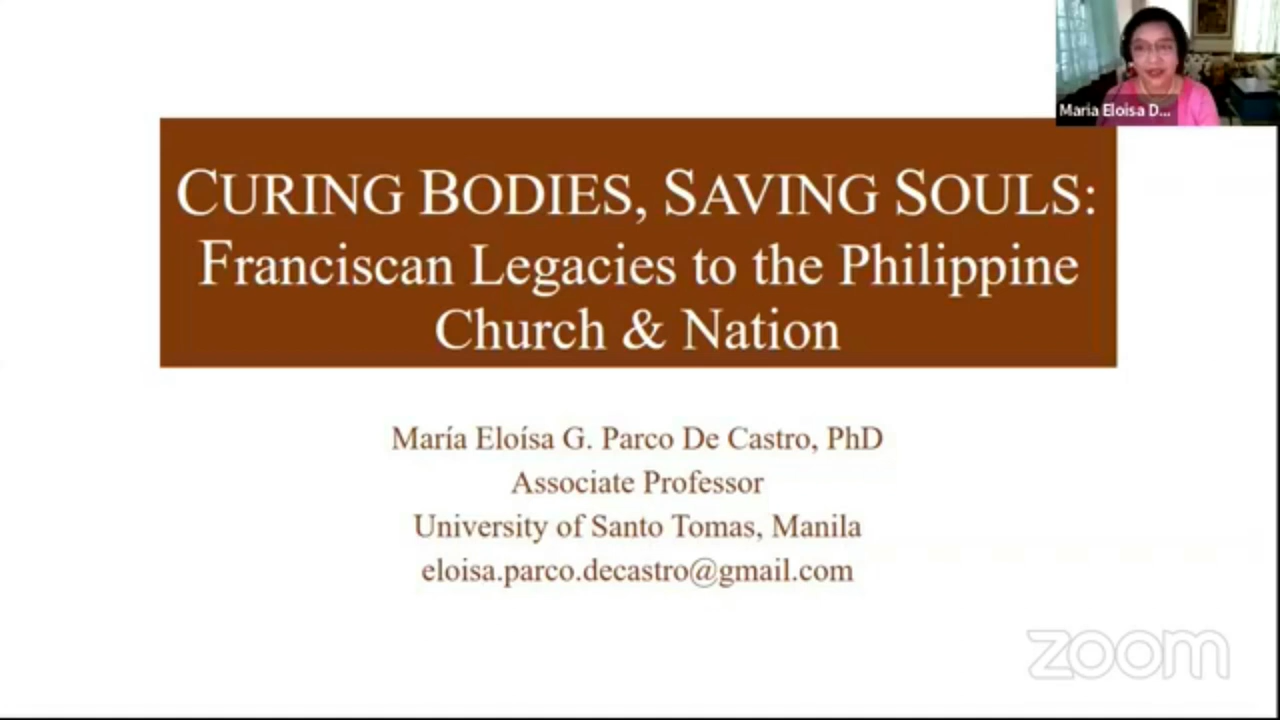 Maria Eloisa D...
CURING BODIES, SAVING SOULS:
Franciscan Legacies to the Philippine
Church & Nation
María Eloísa G. Parco De Castro, PhD
Associate Professor
University of Santo Tomas, Manila
eloisa.parco.decastro@gmail.com
zoom